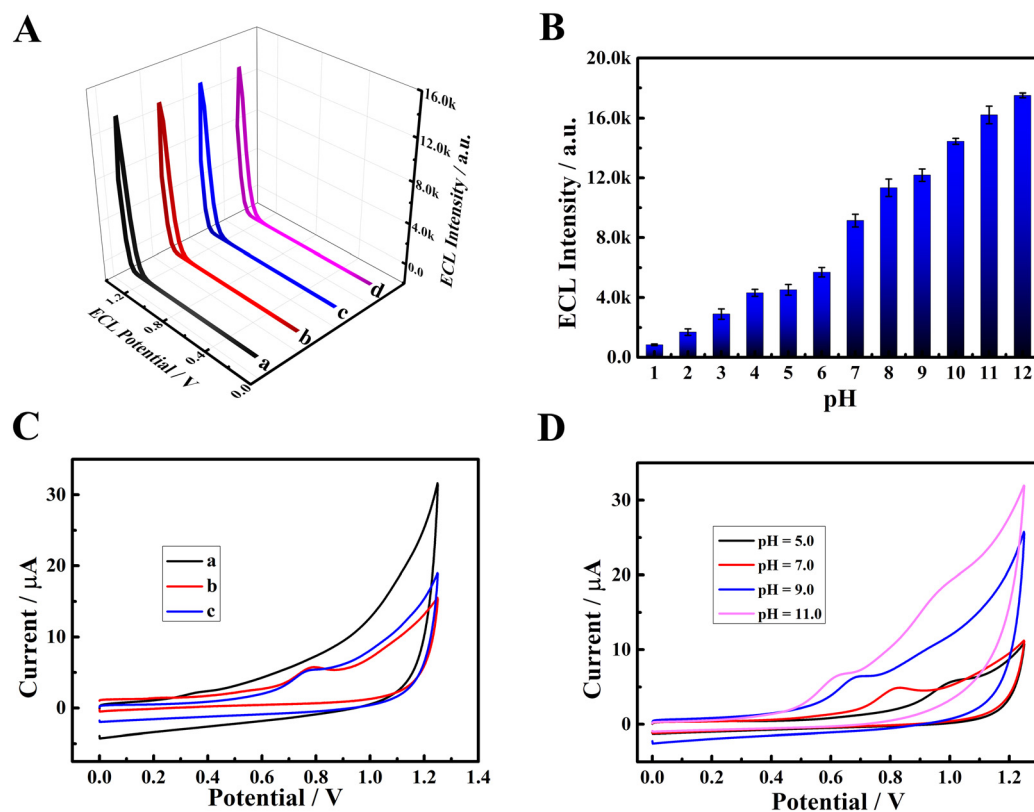 A
16.0k
12.0k
8.0k
4.0k
0.0
ECL Intensity / a.u.
1.2
0.8
0.4
0.0
ECL Potential / V
a
b
c
d
B
20.0k
16.0k
12.0k
8.0k
4.0k
0.0
ECL Intensity / a.u.
1 2 3 4 5 6 7 8 9 10 11 12
pH
C
30
20
10
0
Current / μA
a
b
c
0.0 0.2 0.4 0.6 0.8 1.0 1.2 1.4
Potential / V
D
30
20
10
0
Current / μA
pH = 5.0
pH = 7.0
pH = 9.0
pH = 11.0
0.0 0.2 0.4 0.6 0.8 1.0 1.2
Potential / V